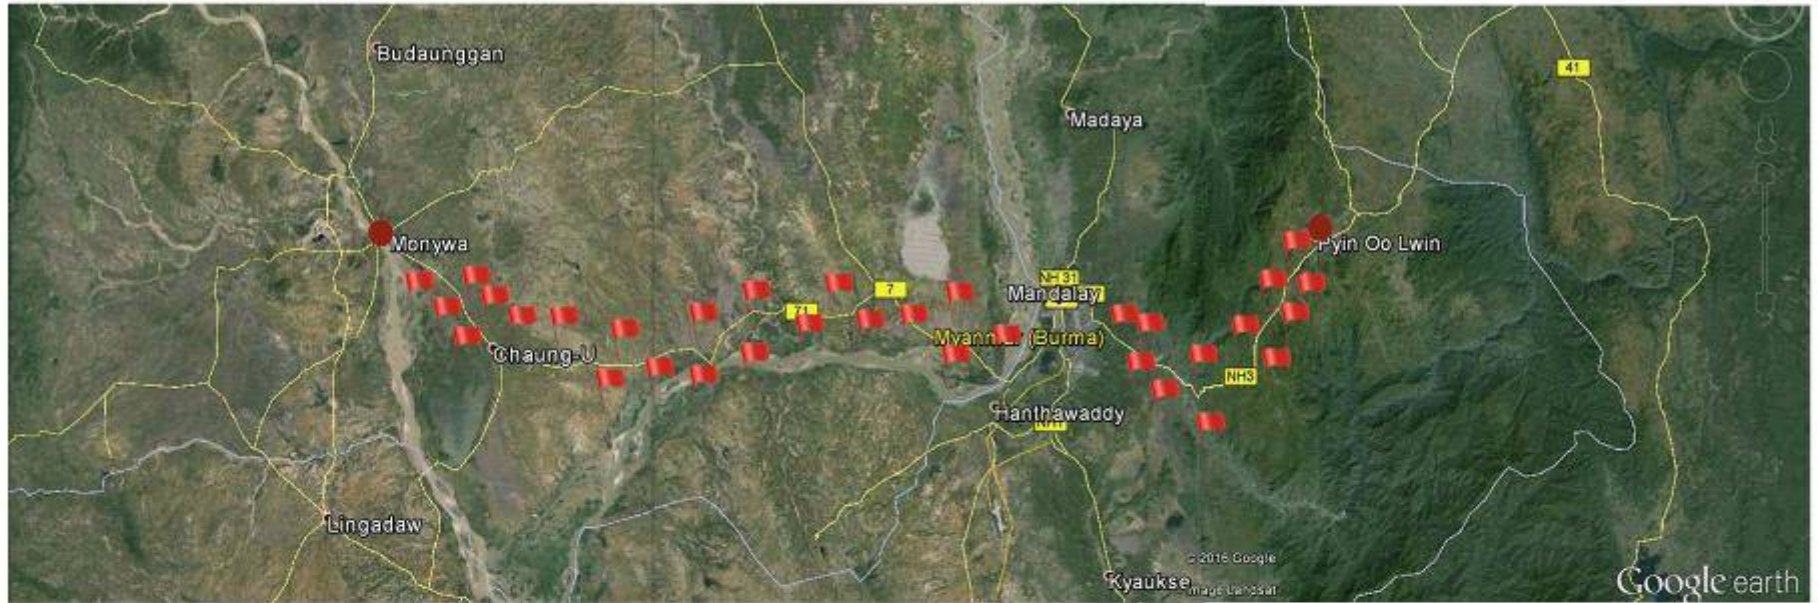 Budaunggan
41
Madaya
Monywa
Pyin Oo Lwin
NH 31
7
Mandalay
71
Myanmar (Burma)
Chaung-U
NH3
Hanthawaddy
Lingadaw
© 2016 Google
Kyaukse
Image Landsat
Google earth